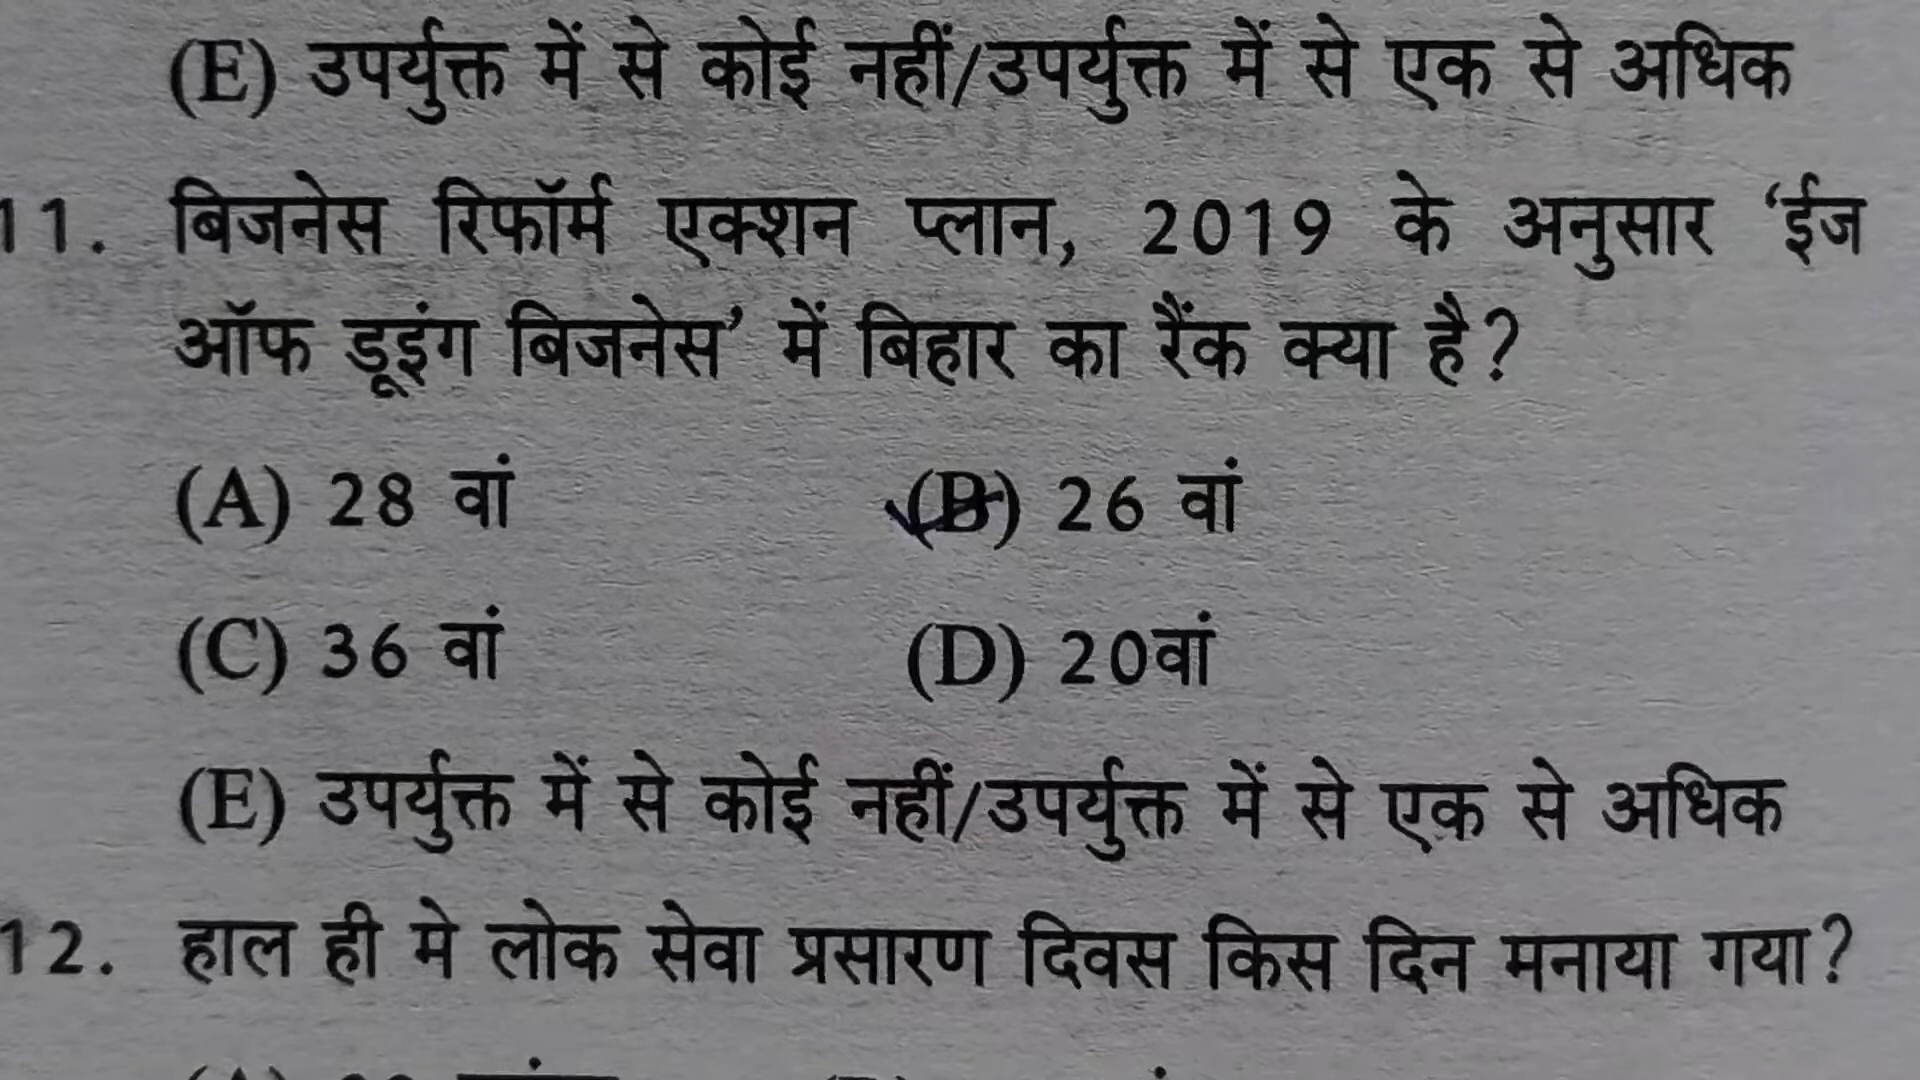 (E) उपर्युक्त में से कोई नहीं/उपर्युक्त में से एक से अधिक
11. बिजनेस रिफॉर्म एक्शन प्लान, 2019 के अनुसार ‘ईज
ऑफ डूइंग बिजनेस’ में बिहार का रैंक क्या है?
(A) 28 वां (B) 26 वां
(C) 36 वां (D) 20वां
(E) उपर्युक्त में से कोई नहीं/उपर्युक्त में से एक से अधिक
12. हाल ही मे लोक सेवा प्रसारण दिवस किस दिन मनाया गया?